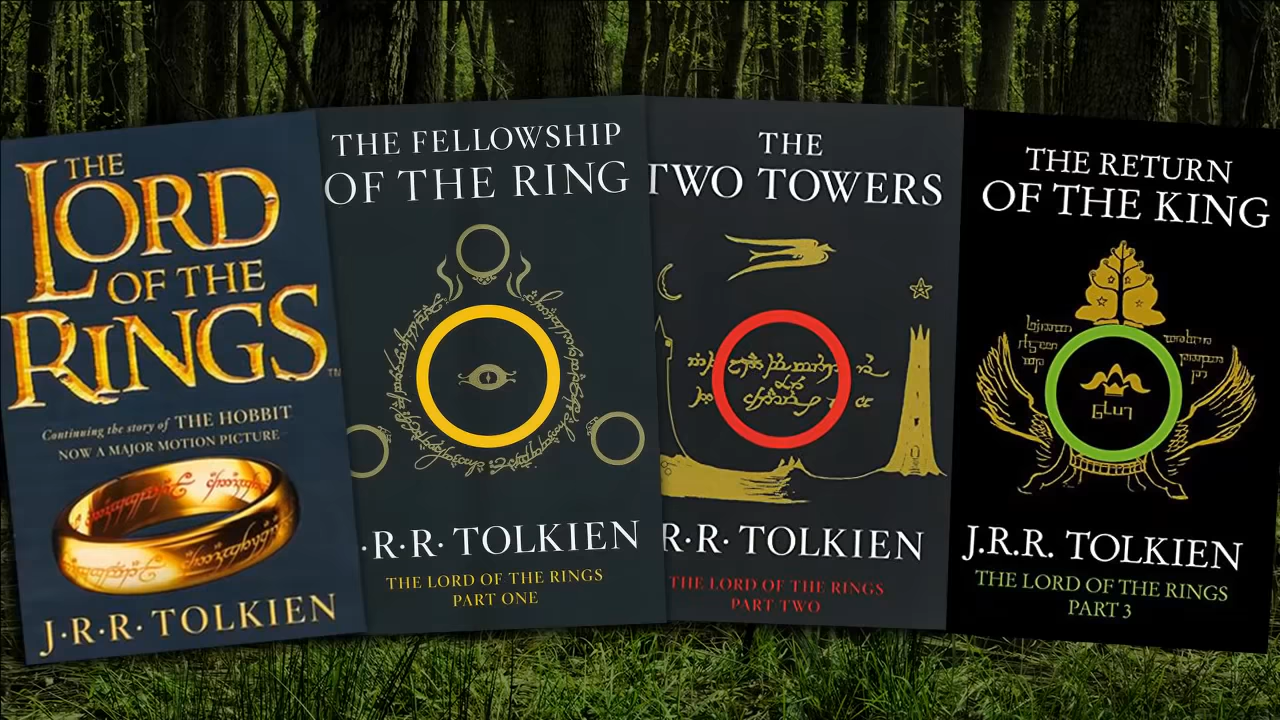 THE
LORD
OF THE
RINGS
TM
Continuing the story of THE HOBBIT
NOW A MAJOR MOTION PICTURE
J·R·R·TOLKIEN
THE FELLOWSHIP
OF THE RING
·R·R· TOLKIEN
THE LORD OF THE RINGS
PART ONE
THE
TWO TOWERS
R·R· TOLKIEN
THE LORD OF THE RINGS
PART TWO
THE RETURN
OF THE KING
J.R.R. TOLKIEN
THE LORD OF THE RINGS
PART 3